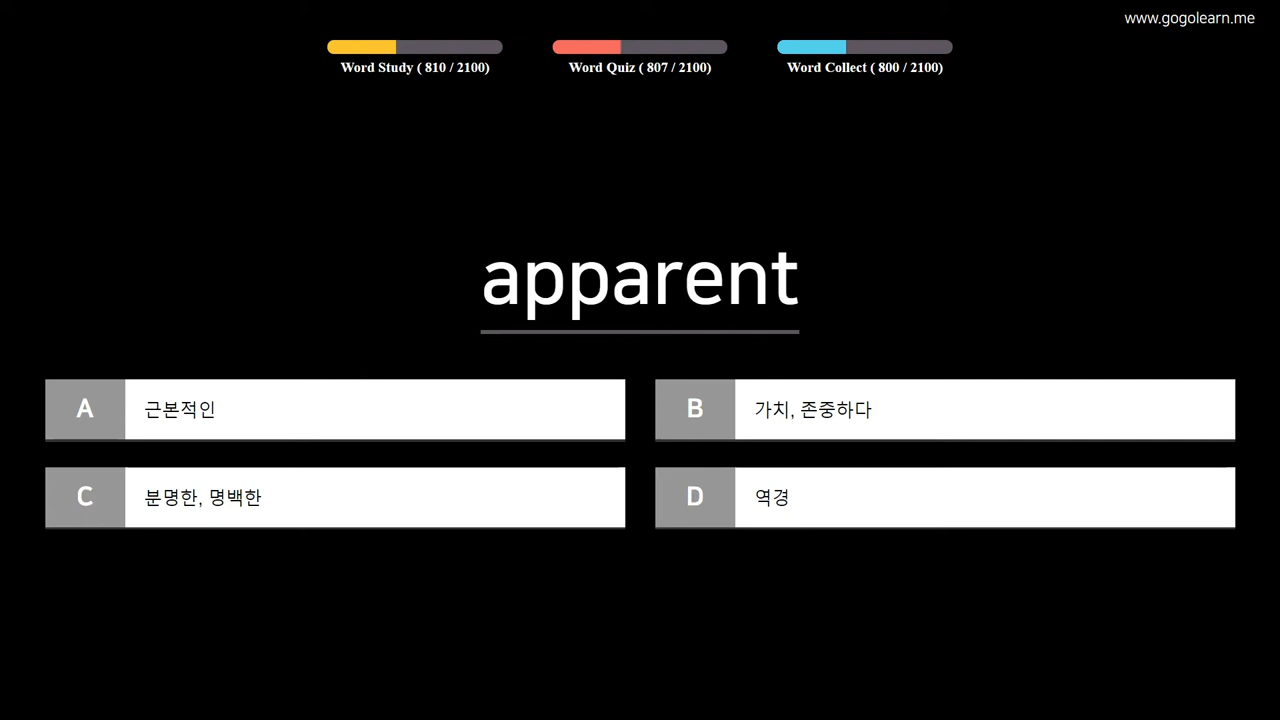 www.gogolearn.me
Word Study ( 810 / 2100)
Word Quiz ( 807 / 2100)
Word Collect ( 800 / 2100)
apparent
A 근본적인
B 가치, 존중하다
C 분명한, 명백한
D 역경